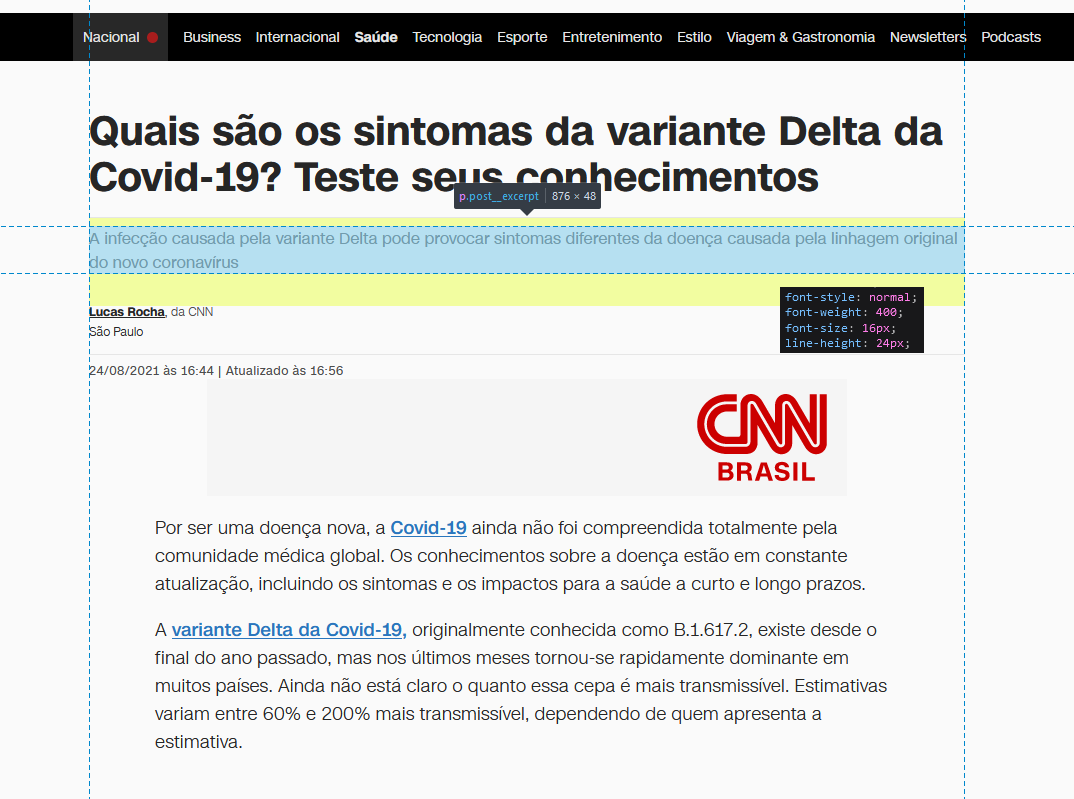 Nacional Business Internacional Saúde Tecnologia Esporte Entretenimento Estilo Viagem & Gastronomia Newsletters Podcasts
Quais são os sintomas da variante Delta da
Covid-19? Teste seus conhecimentos
p.post__excerpt 876 × 48
A infecção causada pela variante Delta pode provocar sintomas diferentes da doença causada pela linhagem original
do novo coronavírus
font-style: normal;
font-weight: 400;
font-size: 16px;
line-height: 24px;
Lucas Rocha, da CNN
São Paulo
24/08/2021 às 16:44 | Atualizado às 16:56
CNN
BRASIL
Por ser uma doença nova, a Covid-19 ainda não foi compreendida totalmente pela
comunidade médica global. Os conhecimentos sobre a doença estão em constante
atualização, incluindo os sintomas e os impactos para a saúde a curto e longo prazos.
A variante Delta da Covid-19, originalmente conhecida como B.1.617.2, existe desde o
final do ano passado, mas nos últimos meses tornou-se rapidamente dominante em
muitos países. Ainda não está claro o quanto essa cepa é mais transmissível. Estimativas
variam entre 60% e 200% mais transmissível, dependendo de quem apresenta a
estimativa.